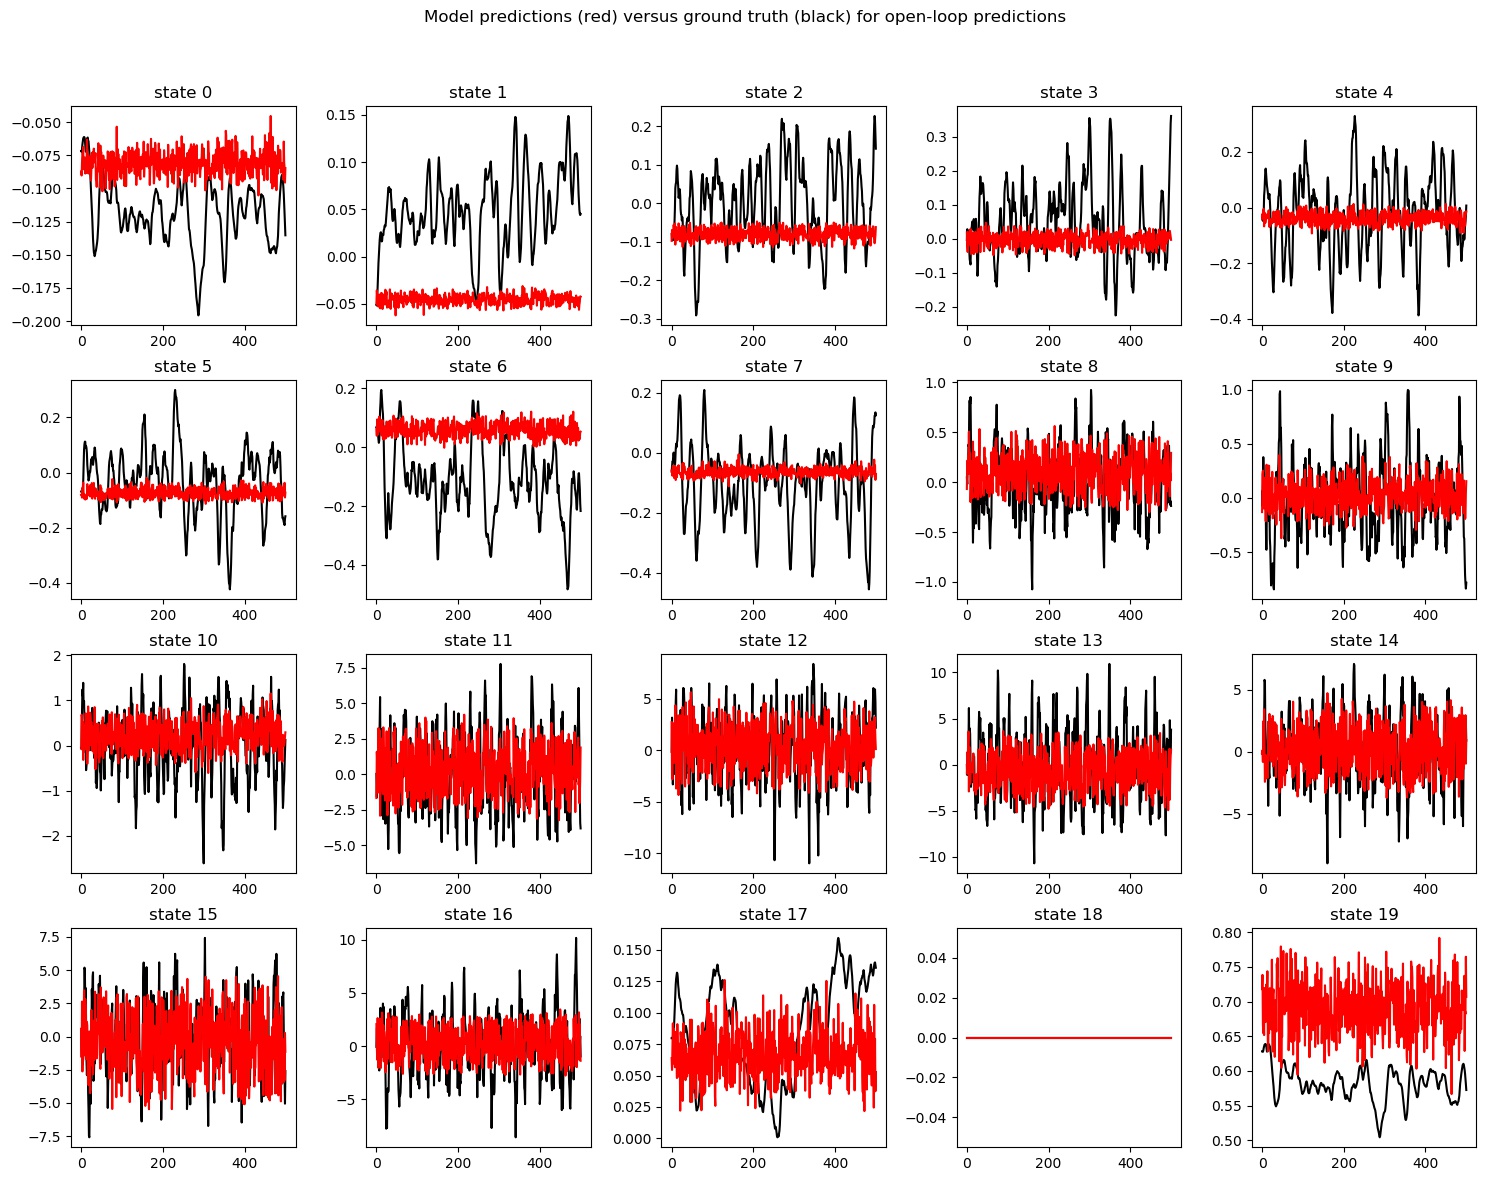 Model predictions (red) versus ground truth (black) for open-loop predictions
state 0 state 1 state 2 state 3 state 4
−0.050 −0.075 −0.100 −0.125 −0.150 −0.175 −0.200 0 200 400
0.15 0.10 0.05 0.00 −0.05 0 200 400
0.2 0.1 0.0 −0.1 −0.2 −0.3 0 200 400
0.3 0.2 0.1 0.0 −0.1 −0.2 0 200 400
0.2 0.0 −0.2 −0.4 0 200 400
state 5 state 6 state 7 state 8 state 9
0.2 0.0 −0.2 −0.4 0 200 400
0.2 0.0 −0.2 −0.4 0 200 400
0.2 0.0 −0.2 −0.4 0 200 400
1.0 0.5 0.0 −0.5 −1.0 0 200 400
1.0 0.5 0.0 −0.5 0 200 400
state 10 state 11 state 12 state 13 state 14
2 1 0 −1 −2 0 200 400
7.5 5.0 2.5 0.0 −2.5 −5.0 0 200 400
5 0 −5 −10 0 200 400
10 5 0 −5 −10 0 200 400
5 0 −5 0 200 400
state 15 state 16 state 17 state 18 state 19
7.5 5.0 2.5 0.0 −2.5 −5.0 −7.5 0 200 400
10 5 0 −5 0 200 400
0.150 0.125 0.100 0.075 0.050 0.025 0.000 0 200 400
0.04 0.02 0.00 −0.02 −0.04 0 200 400
0.80 0.75 0.70 0.65 0.60 0.55 0.50 0 200 400